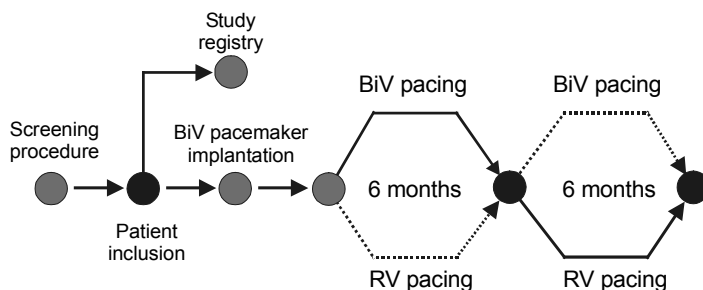 Study
registry
Screening
procedure
BiV pacemaker
implantation
Patient
inclusion
BiV pacing
6 months
RV pacing
BiV pacing
6 months
RV pacing